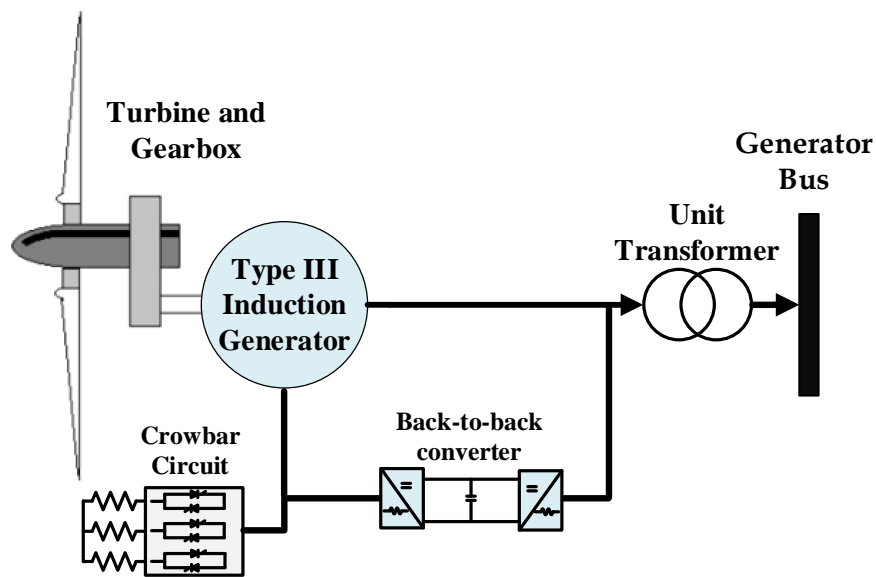 Turbine and
Gearbox
Generator
Bus
Unit
Transformer
Type III
Induction
Generator
Crowbar
Circuit
Back-to-back
converter